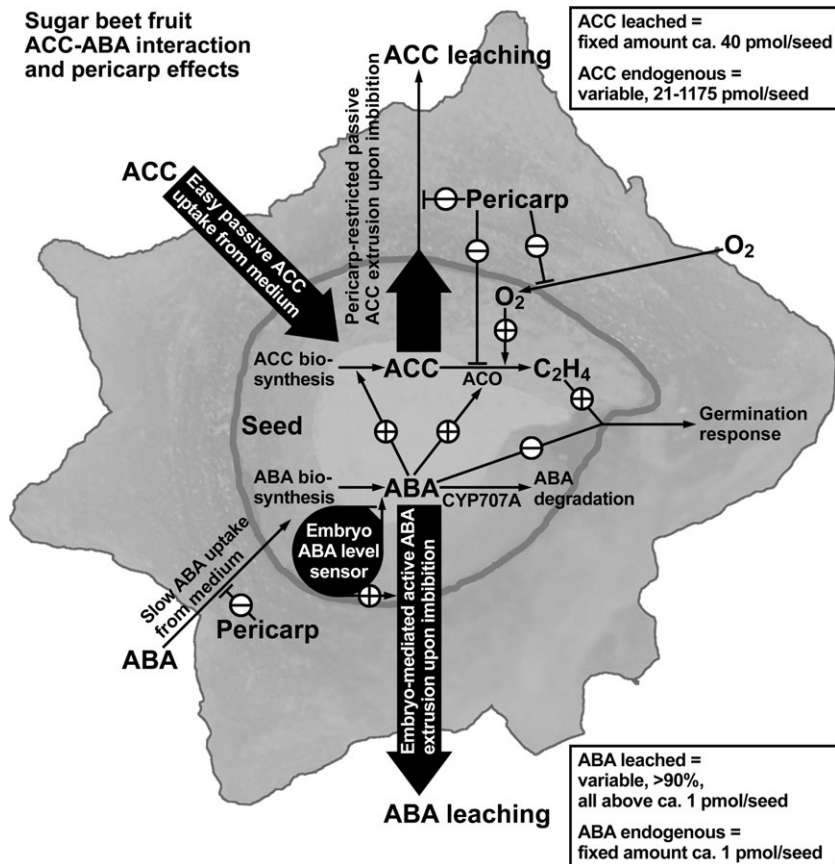 Sugar beet fruit
ACC-ABA interaction
and pericarp effects
ACC leached =
fixed amount ca. 40 pmol/seed
ACC endogenous =
variable, 21-1175 pmol/seed
ACC leaching
Pericarp-restricted passive
ACC extrusion upon imbibition
ACC
Easy passive ACC
uptake from medium
Pericarp
O₂
O₂
ACC bio-
synthesis
ACC
ACO
C₂H₄
Seed
Germination
response
ABA bio-
synthesis
ABA
CYP707A
ABA
degradation
Embryo
ABA level
sensor
Slow ABA uptake
from medium
Pericarp
ABA
Embryo-mediated active ABA
extrusion upon imbibition
ABA leaching
ABA leached =
variable, >90%,
all above ca. 1 pmol/seed
ABA endogenous =
fixed amount ca. 1 pmol/seed